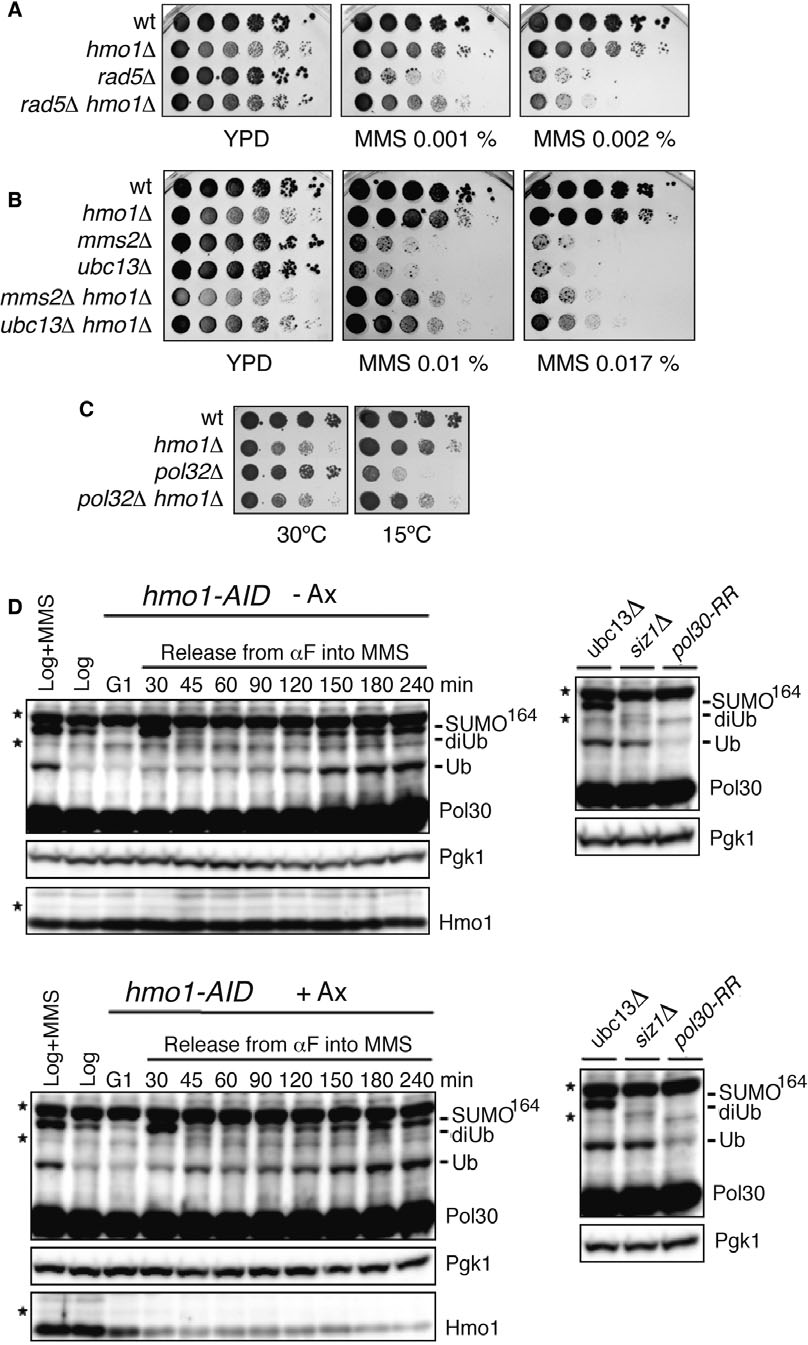 A
wt
hmo1Δ
rad5Δ
rad5Δ hmo1Δ
YPD
MMS 0.001 %
MMS 0.002 %
B
wt
hmo1Δ
mms2Δ
ubc13Δ
mms2Δ hmo1Δ
ubc13Δ hmo1Δ
YPD
MMS 0.01 %
MMS 0.017 %
C
wt
hmo1Δ
pol32Δ
pol32Δ hmo1Δ
30ºC
15ºC
D
hmo1-AID - Ax
Release from αF into MMS
Log+MMS
Log
G1 30 45 60 90 120 150 180 240 min
* SUMO164
* diUb
Ub
Pol30
Pgk1
* Hmo1
ubc13Δ
siz1Δ
pol30-RR
* SUMO164
* diUb
Ub
Pol30
Pgk1
hmo1-AID + Ax
Release from αF into MMS
Log+MMS
Log
G1 30 45 60 90 120 150 180 240 min
* SUMO164
* diUb
Ub
Pol30
Pgk1
* Hmo1
ubc13Δ
siz1Δ
pol30-RR
* SUMO164
* diUb
Ub
Pol30
Pgk1